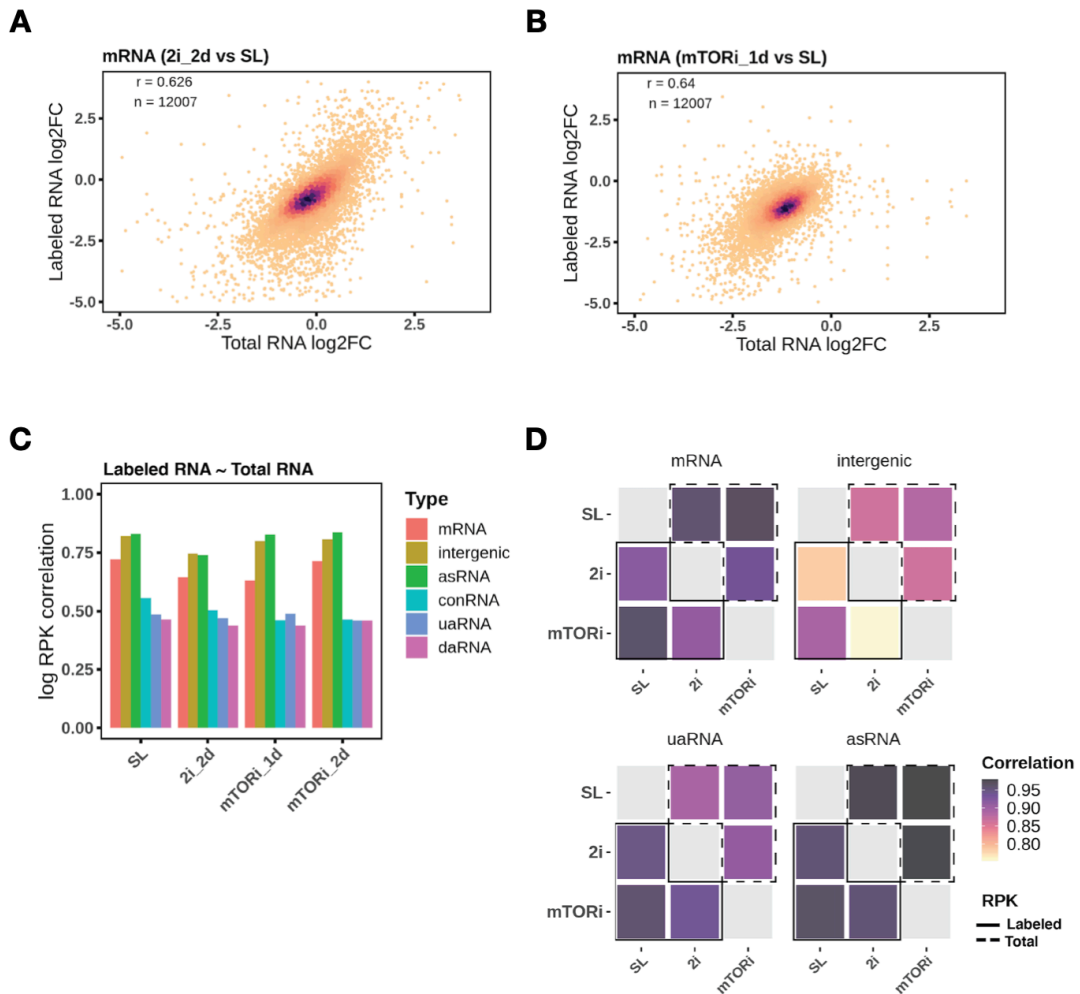 A
mRNA (2i_2d vs SL)
r = 0.626
n = 12007
Labeled RNA log2FC
2.5
0.0
-2.5
-5.0
-5.0
-2.5
0.0
2.5
Total RNA log2FC
B
mRNA (mTORi_1d vs SL)
r = 0.64
n = 12007
Labeled RNA log2FC
2.5
0.0
-2.5
-5.0
-5.0
-2.5
0.0
2.5
Total RNA log2FC
C
Labeled RNA ~ Total RNA
log RPK correlation
1.00
0.75
0.50
0.25
0.00
SL
2i_2d
mTORi_1d
mTORi_2d
Type
mRNA
intergenic
asRNA
conRNA
uaRNA
daRNA
D
mRNA
intergenic
SL
2i
mTORi
SL
2i
mTORi
SL
2i
mTORi
uaRNA
asRNA
SL
2i
mTORi
SL
2i
mTORi
SL
2i
mTORi
Correlation
0.95
0.90
0.85
0.80
RPK
Labeled
Total